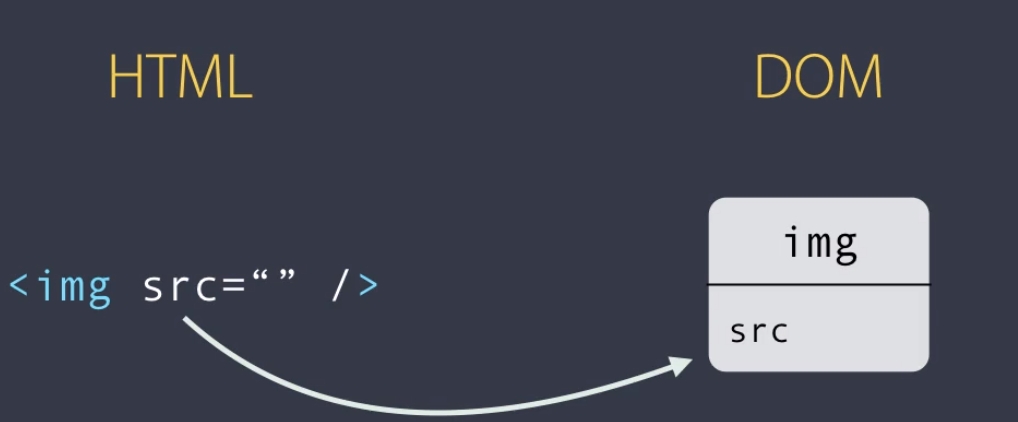 HTML
DOM
img
<img src=“” />
src